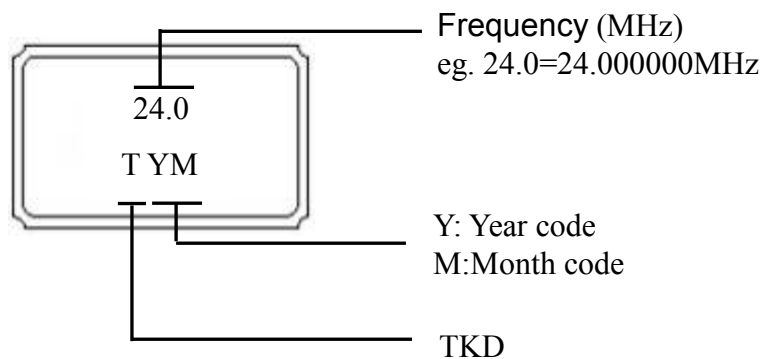 Frequency (MHz)
eg. 24.0=24.000000MHz
24.0
T YM
Y: Year code
M:Month code
TKD